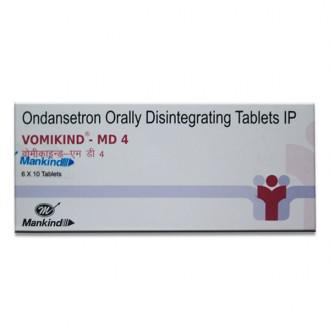 Ondansetron Orally Disintegrating Tablets IP
VOMIKIND® - MD 4
वोमीकाइन्ड-एम डी 4
Mankind
6 X 10 Tablets
m
Mankind